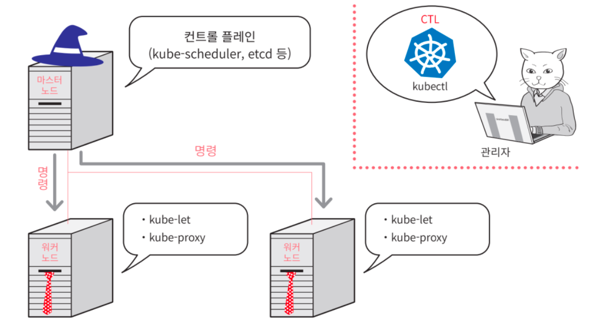 컨트롤 플레인
(kube-scheduler, etcd 등)
마스터
노드
CTL
kubectl
관리자
명령
명령
・kube-let
・kube-proxy
워커
노드
・kube-let
・kube-proxy
워커
노드